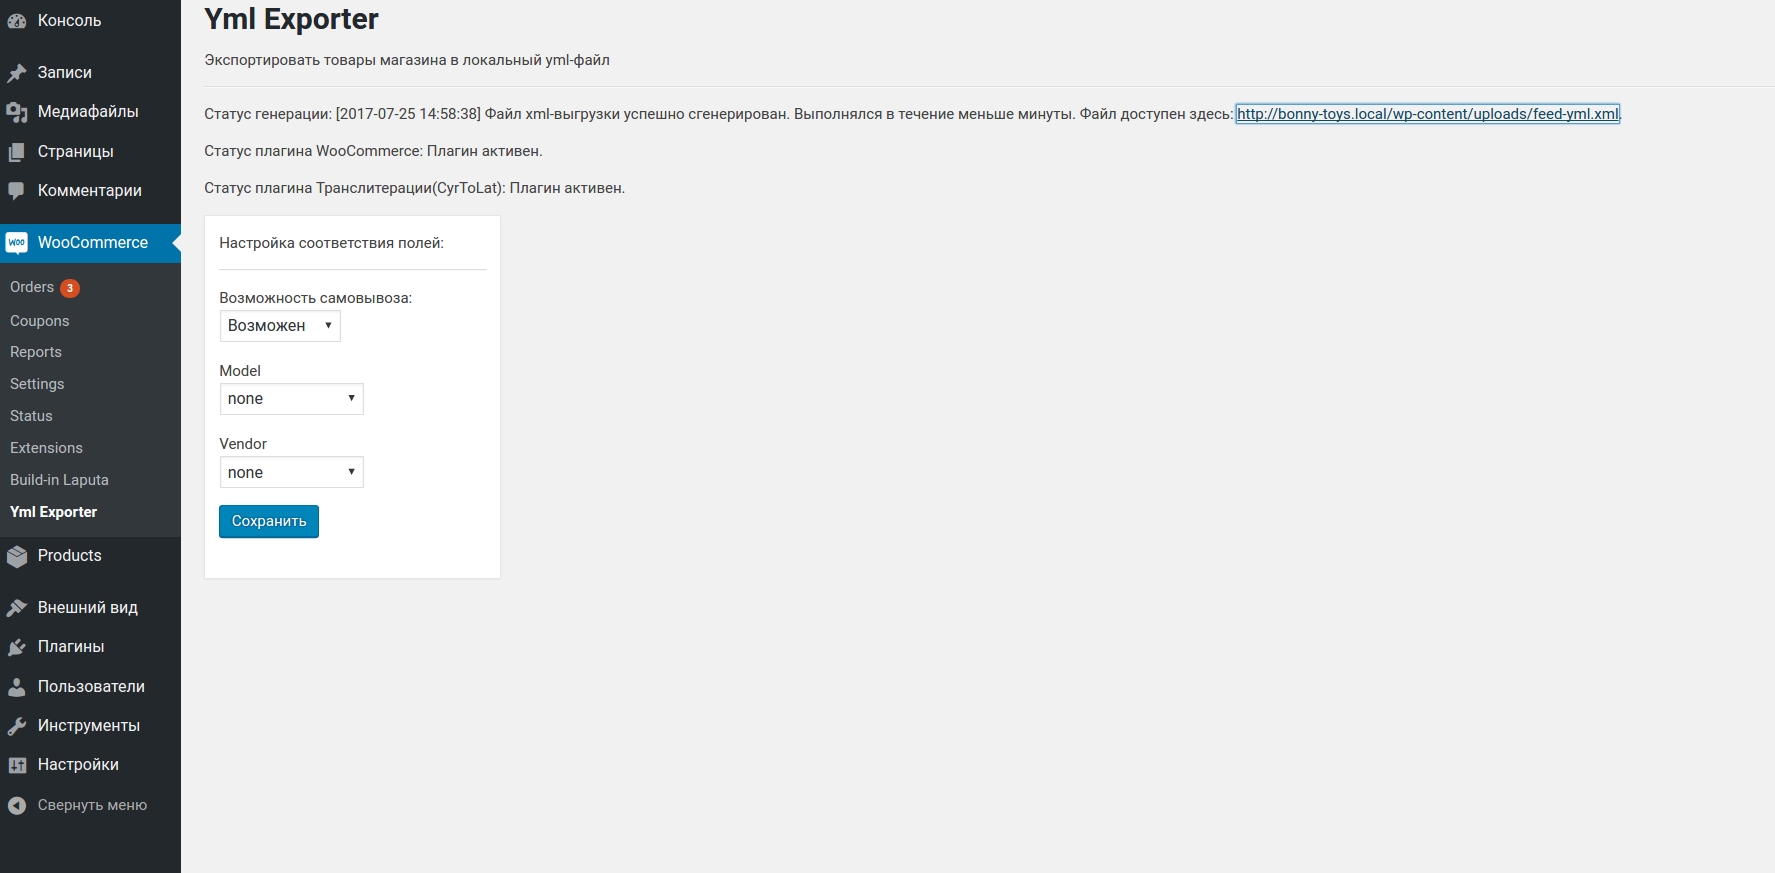 Консоль
Записи
Медиафайлы
Страницы
Комментарии
woo WooCommerce
Orders 3
Coupons
Reports
Settings
Status
Extensions
Build-in Laputa
Yml Exporter
Products
Внешний вид
Плагины
Пользователи
Инструменты
Настройки
Свернуть меню
Yml Exporter
Экспортировать товары магазина в локальный yml-файл
Статус генерации: [2017-07-25 14:58:38] Файл xml-выгрузки успешно сгенерирован. Выполнялся в течение меньше минуты. Файл доступен здесь: http://bonny-toys.local/wp-content/uploads/feed-yml.xml.
Статус плагина WooCommerce: Плагин активен.
Статус плагина Транслитерации(CyrToLat): Плагин активен.
Настройка соответствия полей:
Возможность самовывоза:
Возможен
Model
none
Vendor
none
Сохранить